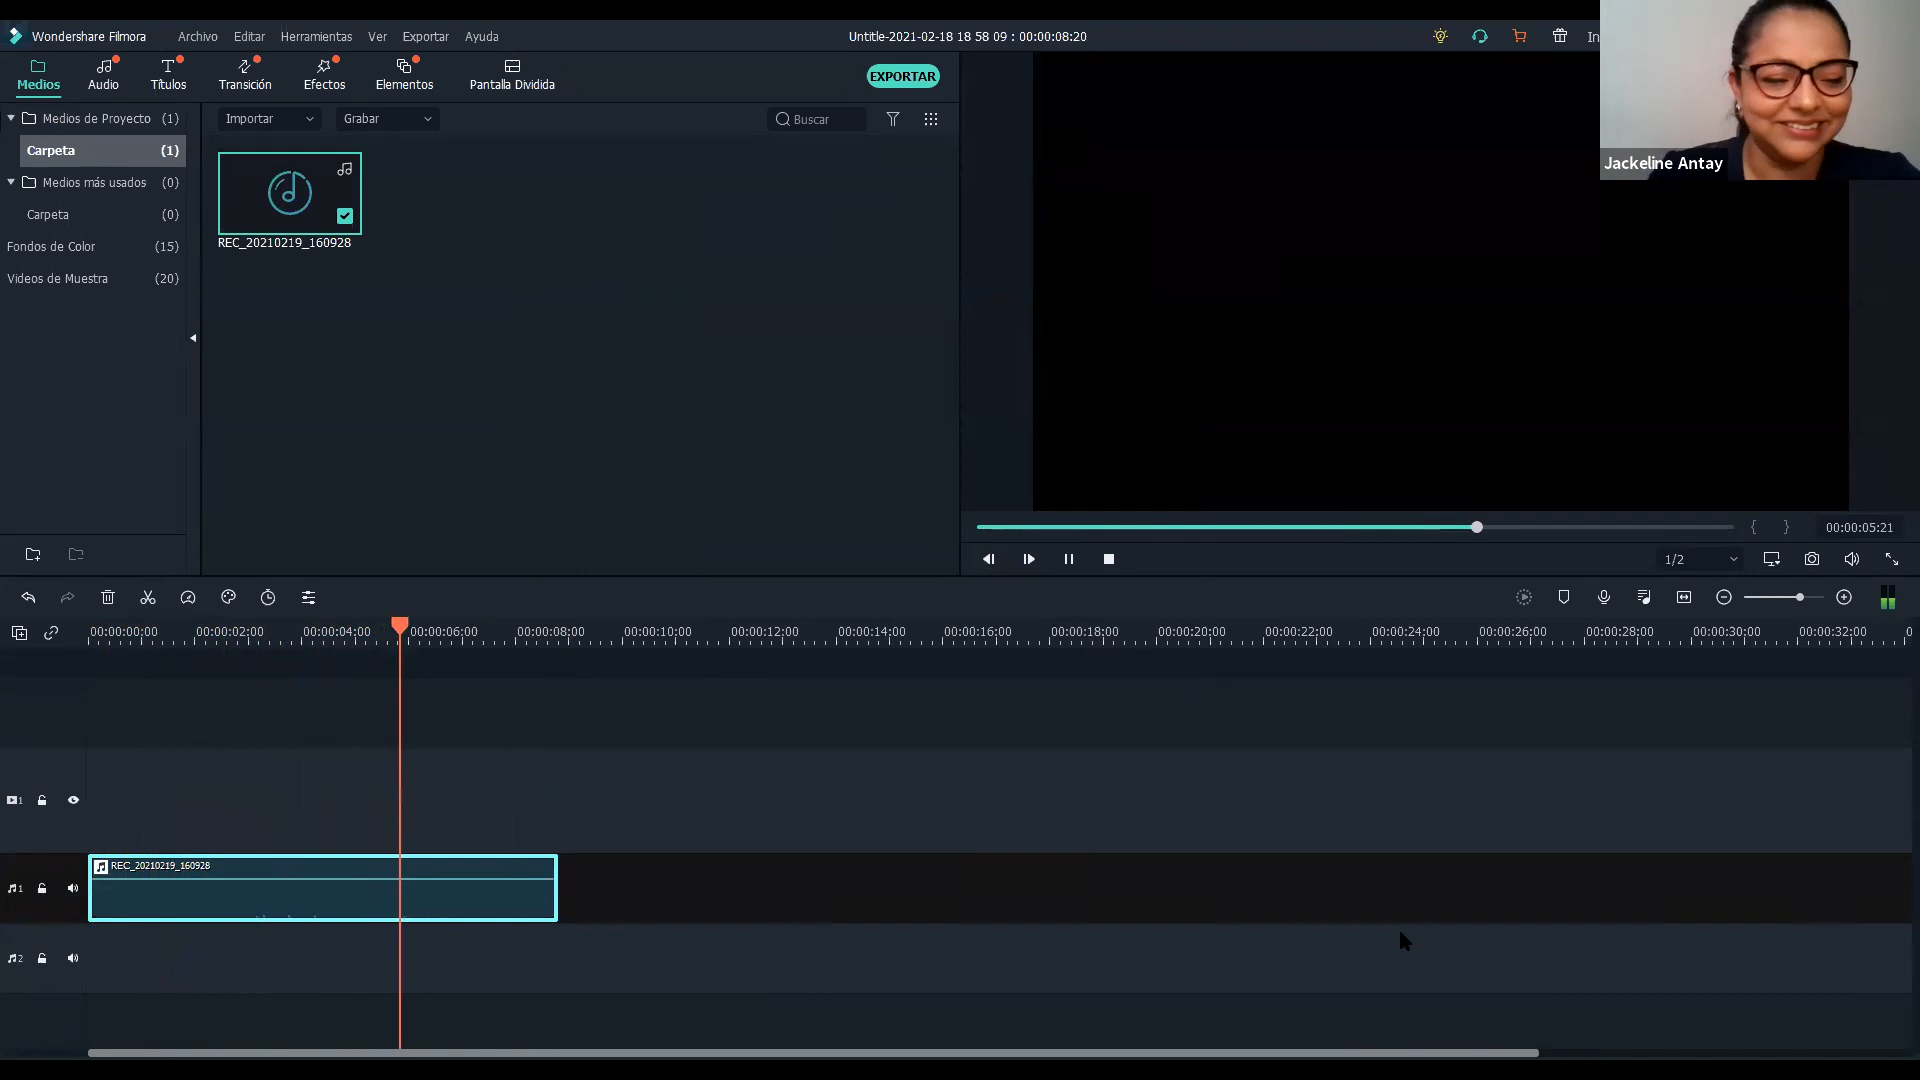 Wondershare Filmora Archivo Editar Herramientas Ver Exportar Ayuda Untitle-2021-02-18 18 58 09 : 00:00:08:20 In
Medios Audio Títulos Transición Efectos Elementos Pantalla Dividida EXPORTAR
Medios de Proyecto (1)
Carpeta (1)
Medios más usados (0)
Carpeta (0)
Fondos de Color (15)
Videos de Muestra (20)
Importar Grabar Buscar
REC_20210219_160928
Jackeline Antay
{ } 00:00:05:21
1/2
00:00:00:00 00:00:02:00 00:00:04:00 00:00:06:00 00:00:08:00 00:00:10:00 00:00:12:00 00:00:14:00 00:00:16:00 00:00:18:00 00:00:20:00 00:00:22:00 00:00:24:00 00:00:26:00 00:00:28:00 00:00:30:00 00:00:32:00 0
1
REC_20210219_160928
1
2